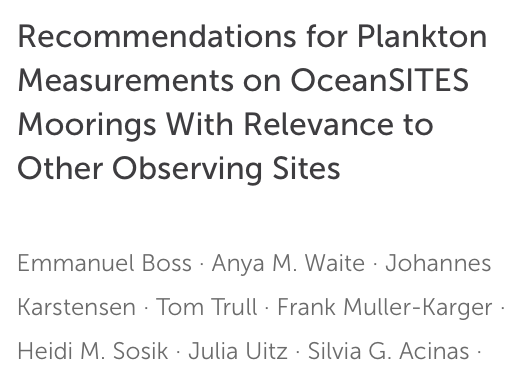 Recommendations for Plankton
Measurements on OceanSITES
Moorings With Relevance to
Other Observing Sites
Emmanuel Boss · Anya M. Waite · Johannes
Karstensen · Tom Trull · Frank Muller-Karger ·
Heidi M. Sosik · Julia Uitz · Silvia G. Acinas ·